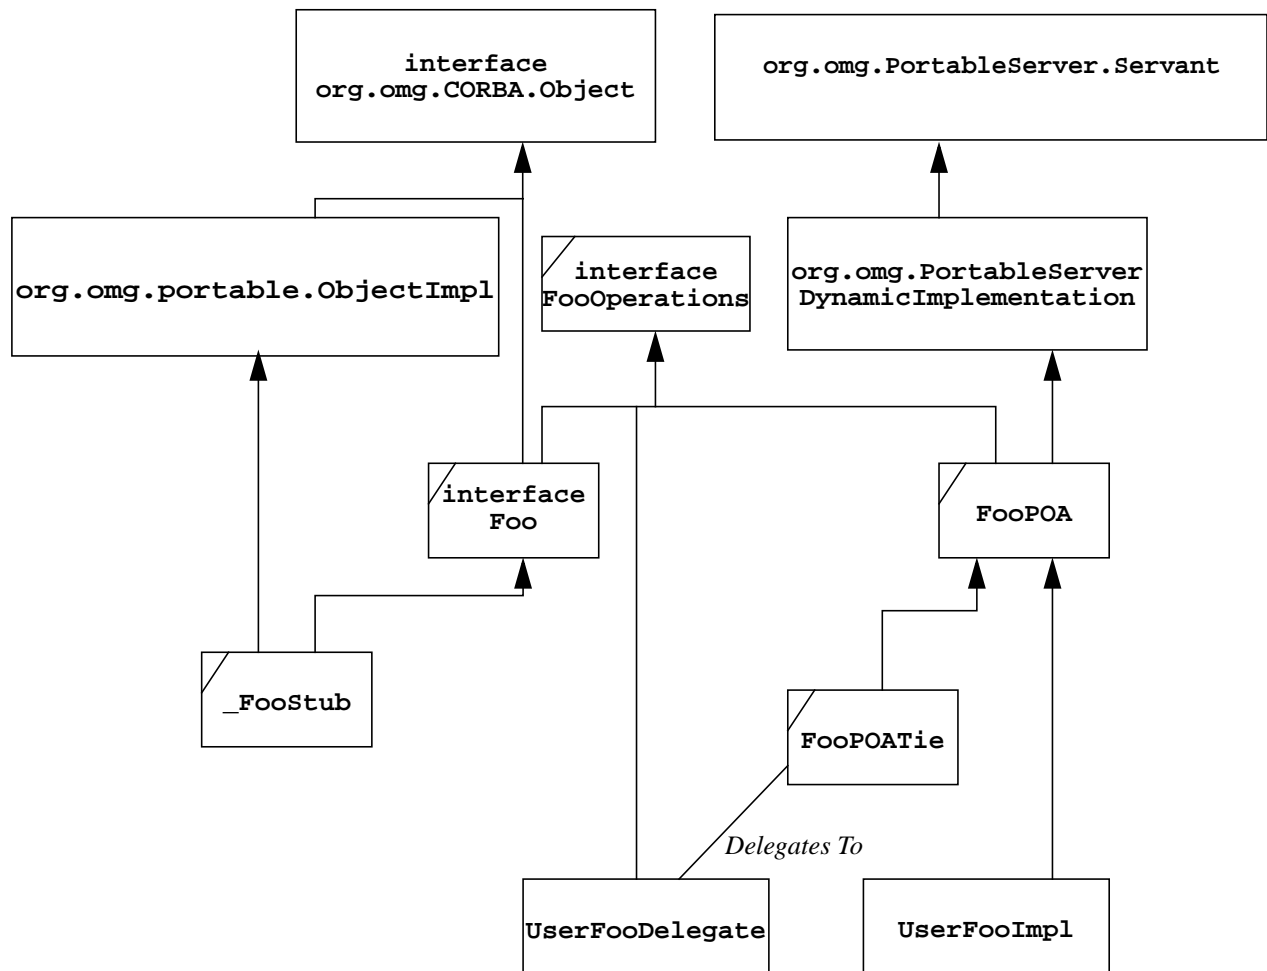 interface
org.omg.CORBA.Object
org.omg.PortableServer.Servant
org.omg.portable.ObjectImpl
interface
FooOperations
org.omg.PortableServer
DynamicImplementation
interface
Foo
FooPOA
_FooStub
FooPOATie
Delegates To
UserFooDelegate
UserFooImpl